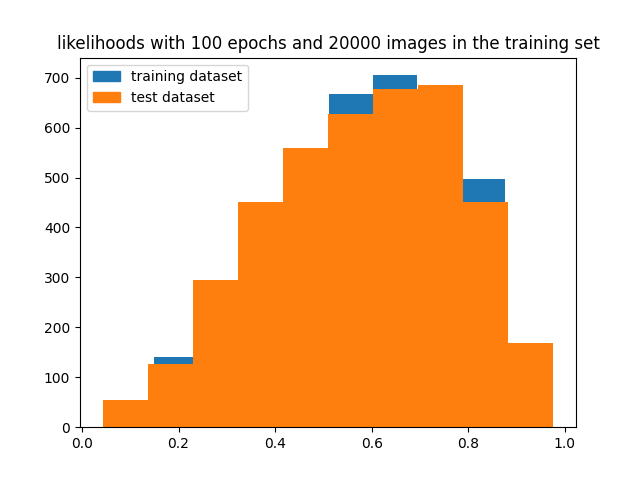 likelihoods with 100 epochs and 20000 images in the training set
training dataset
test dataset
700
600
500
400
300
200
100
0
0.0 0.2 0.4 0.6 0.8 1.0